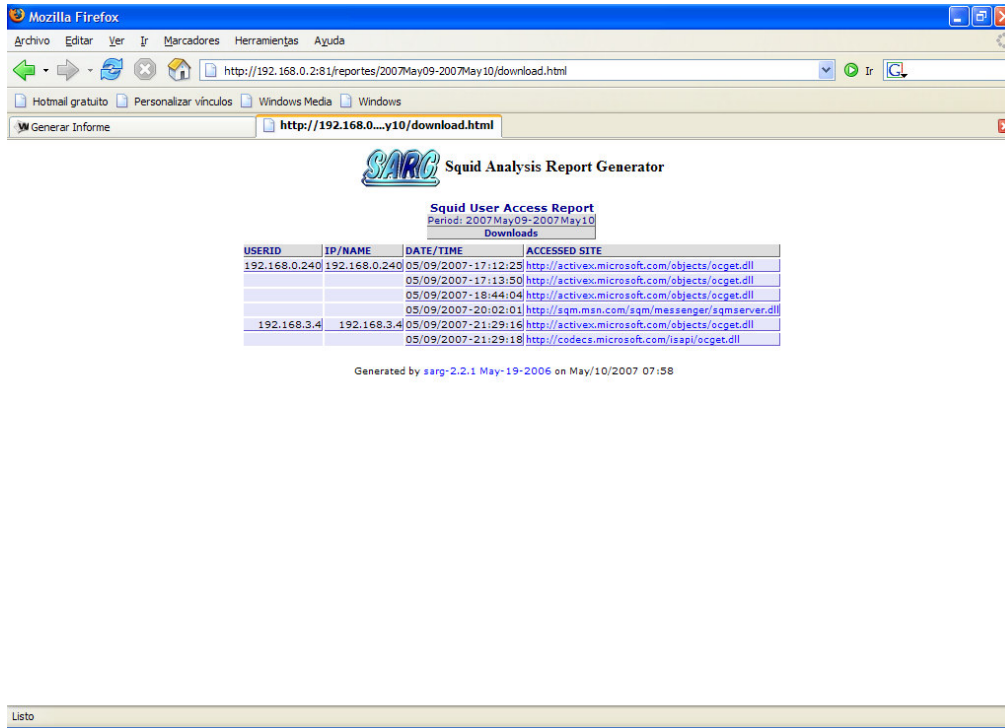 Mozilla Firefox
Archivo Editar Ver Ir Marcadores Herramientas Ayuda
http://192.168.0.2:81/reportes/2007May09-2007May10/download.html Ir G
Hotmail gratuito Personalizar vínculos Windows Media Windows
Generar Informe http://192.168.0....y10/download.html
SARG Squid Analysis Report Generator
Squid User Access Report
Period: 2007May09-2007May10
Downloads
USERID IP/NAME DATE/TIME ACCESSED SITE
192.168.0.240 192.168.0.240 05/09/2007-17:12:25 http://activex.microsoft.com/objects/ocget.dll
05/09/2007-17:13:50 http://activex.microsoft.com/objects/ocget.dll
05/09/2007-18:44:04 http://activex.microsoft.com/objects/ocget.dll
05/09/2007-20:02:01 http://sqm.msn.com/sqm/messenger/sqmserver.dll
192.168.3.4 192.168.3.4 05/09/2007-21:29:16 http://activex.microsoft.com/objects/ocget.dll
05/09/2007-21:29:18 http://codecs.microsoft.com/isapi/ocget.dll
Generated by sarg-2.2.1 May-19-2006 on May/10/2007 07:58
Listo